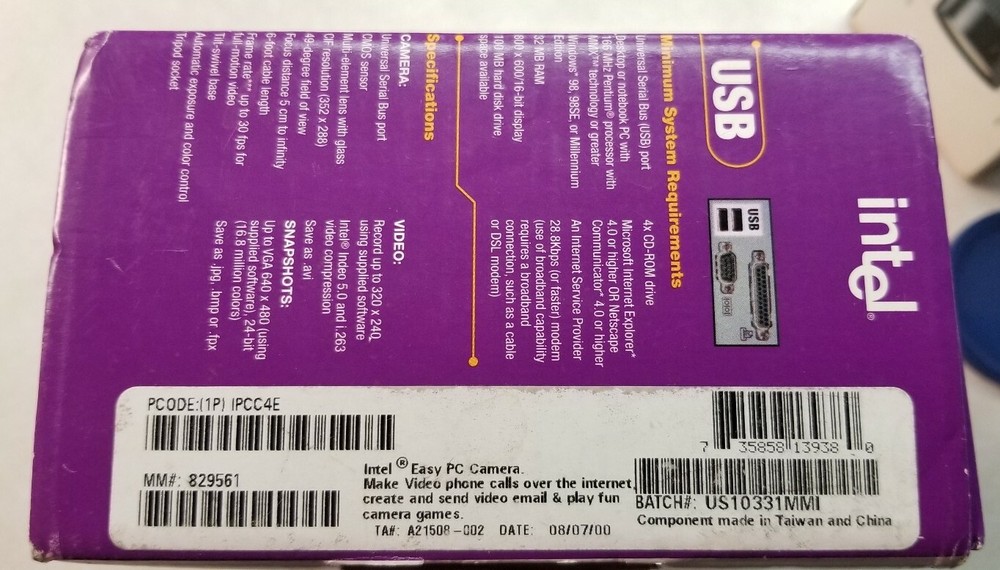 intel®
USB
USB
Minimum System Requirements
Universal Serial Bus (USB) port
Desktop or notebook PC with
166 MHz Pentium® processor with
MMX™ technology or greater
Windows* 98, 98SE, or Millennium
Edition
32 MB RAM
800 x 600/16-bit display
100 MB hard disk drive
space available
4x CD-ROM drive
Microsoft Internet Explorer*
4.0 or higher OR Netscape
Communicator* 4.0 or higher
An Internet Service Provider
28.8Kbps (or faster) modem
(use of broadband capability
requires a broadband
connection, such as a cable
or DSL modem)
Specifications
CAMERA:
Universal Serial Bus port
CMOS sensor
Multi-element lens with glass
CIF resolution (352 x 288)
49-degree field of view
Focus distance 5 cm to infinity
6-foot cable length
Frame rate*** up to 30 fps for
full-motion video
Tilt-swivel base
Automatic exposure and color control
Tripod socket
VIDEO:
Record up to 320 x 240,
using supplied software
Intel® Indeo 5.0 and i.263
video compression
Save as .avi
SNAPSHOTS:
Up to VGA 640 x 480 (using
supplied software), 24-bit
(16.8 million colors)
Save as .jpg, .bmp or .fpx
PCODE:(1P) IPCC4E
MM#: 829561
Intel ® Easy PC Camera.
Make Video phone calls over the internet,
create and send video email & play fun
camera games.
TA#: A21508-002 DATE: 08/07/00
7 35858 13938 0
BATCH#: US10331MMI
Component made in Taiwan and China